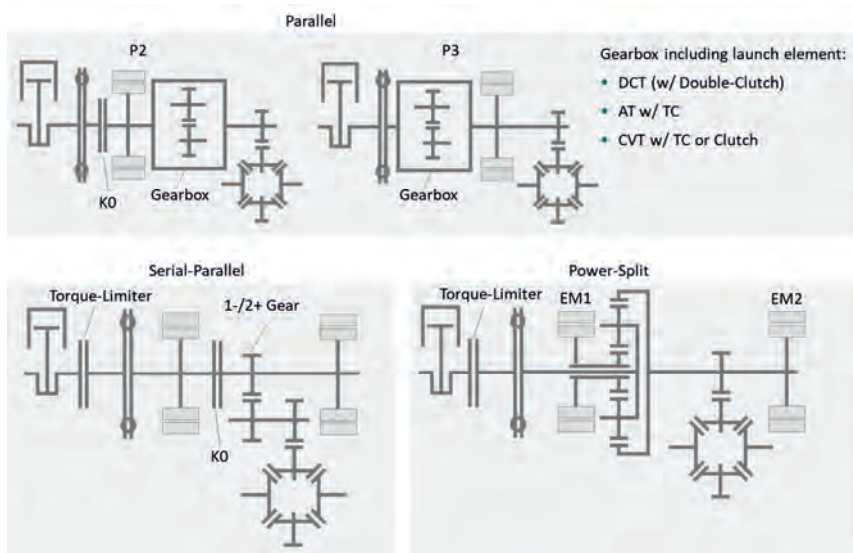 Parallel
P2
P3
Gearbox including launch element:
• DCT (w/ Double-Clutch)
• AT w/ TC
• CVT w/ TC or Clutch
K0
Gearbox
Gearbox
Serial-Parallel
Power-Split
Torque-Limiter
1-/2+ Gear
Torque-Limiter
EM1
EM2
K0